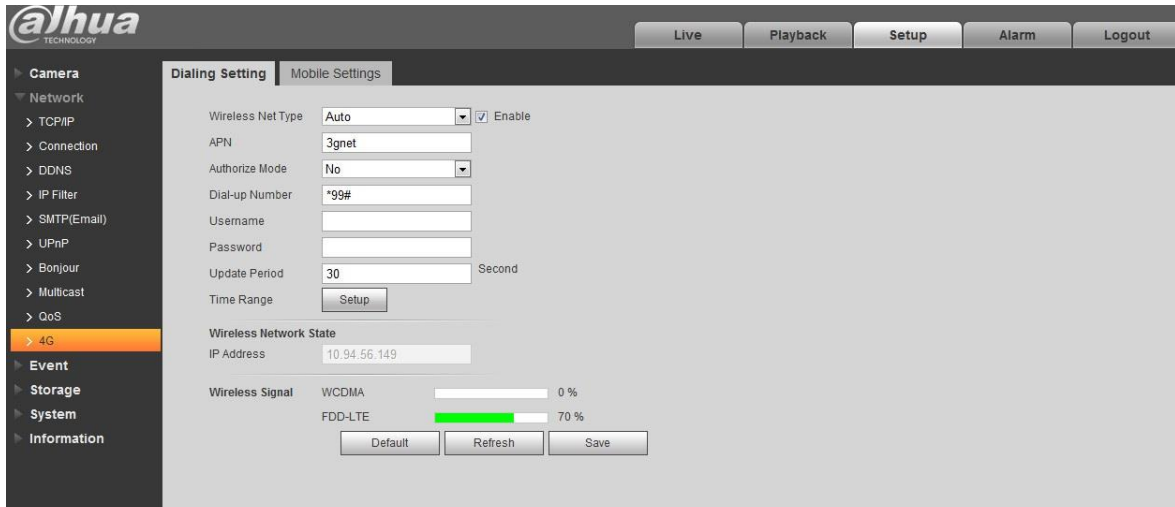 alhua
TECHNOLOGY
Live Playback Setup Alarm Logout
Camera
Network
> TCP/IP
> Connection
> DDNS
> IP Filter
> SMTP(Email)
> UPnP
> Bonjour
> Multicast
> QoS
> 4G
Event
Storage
System
Information
Dialing Setting Mobile Settings
Wireless Net Type Auto Enable
APN 3gnet
Authorize Mode No
Dial-up Number *99#
Username
Password
Update Period 30 Second
Time Range Setup
Wireless Network State
IP Address 10.94.56.149
Wireless Signal WCDMA 0 %
FDD-LTE 70 %
Default Refresh Save